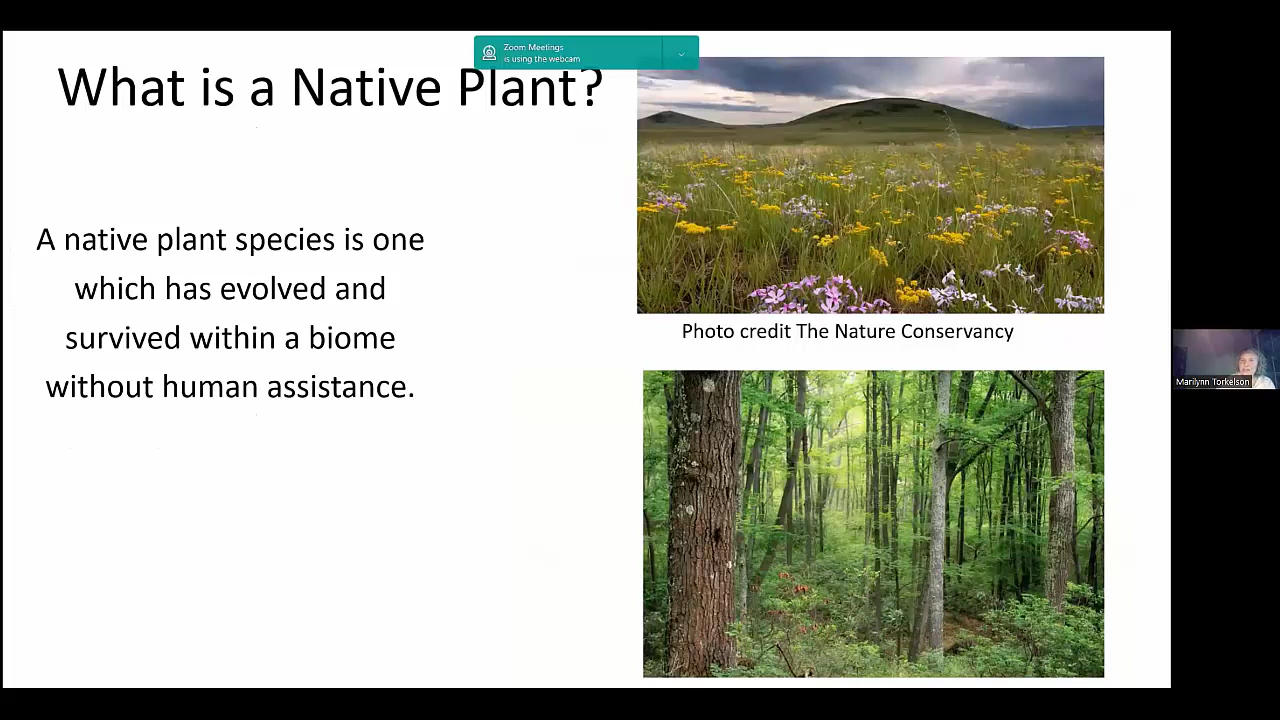 Zoom Meetings
is using the webcam
What is a Native Plant?
A native plant species is one
which has evolved and
survived within a biome
without human assistance.
Photo credit The Nature Conservancy
Marilynn Torkelson